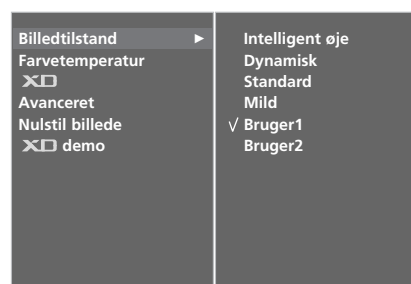 Billedtilstand ►
Farvetemperatur
XD
Avanceret
Nulstil billede
XD demo
Intelligent øje
Dynamisk
Standard
Mild
√ Bruger1
Bruger2